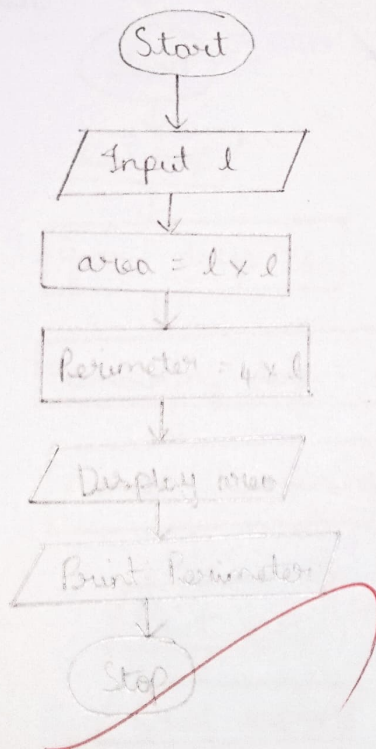 Start
Input l
area = l x l
Perimeter = 4 x l
Display area
Print Perimeter
Stop